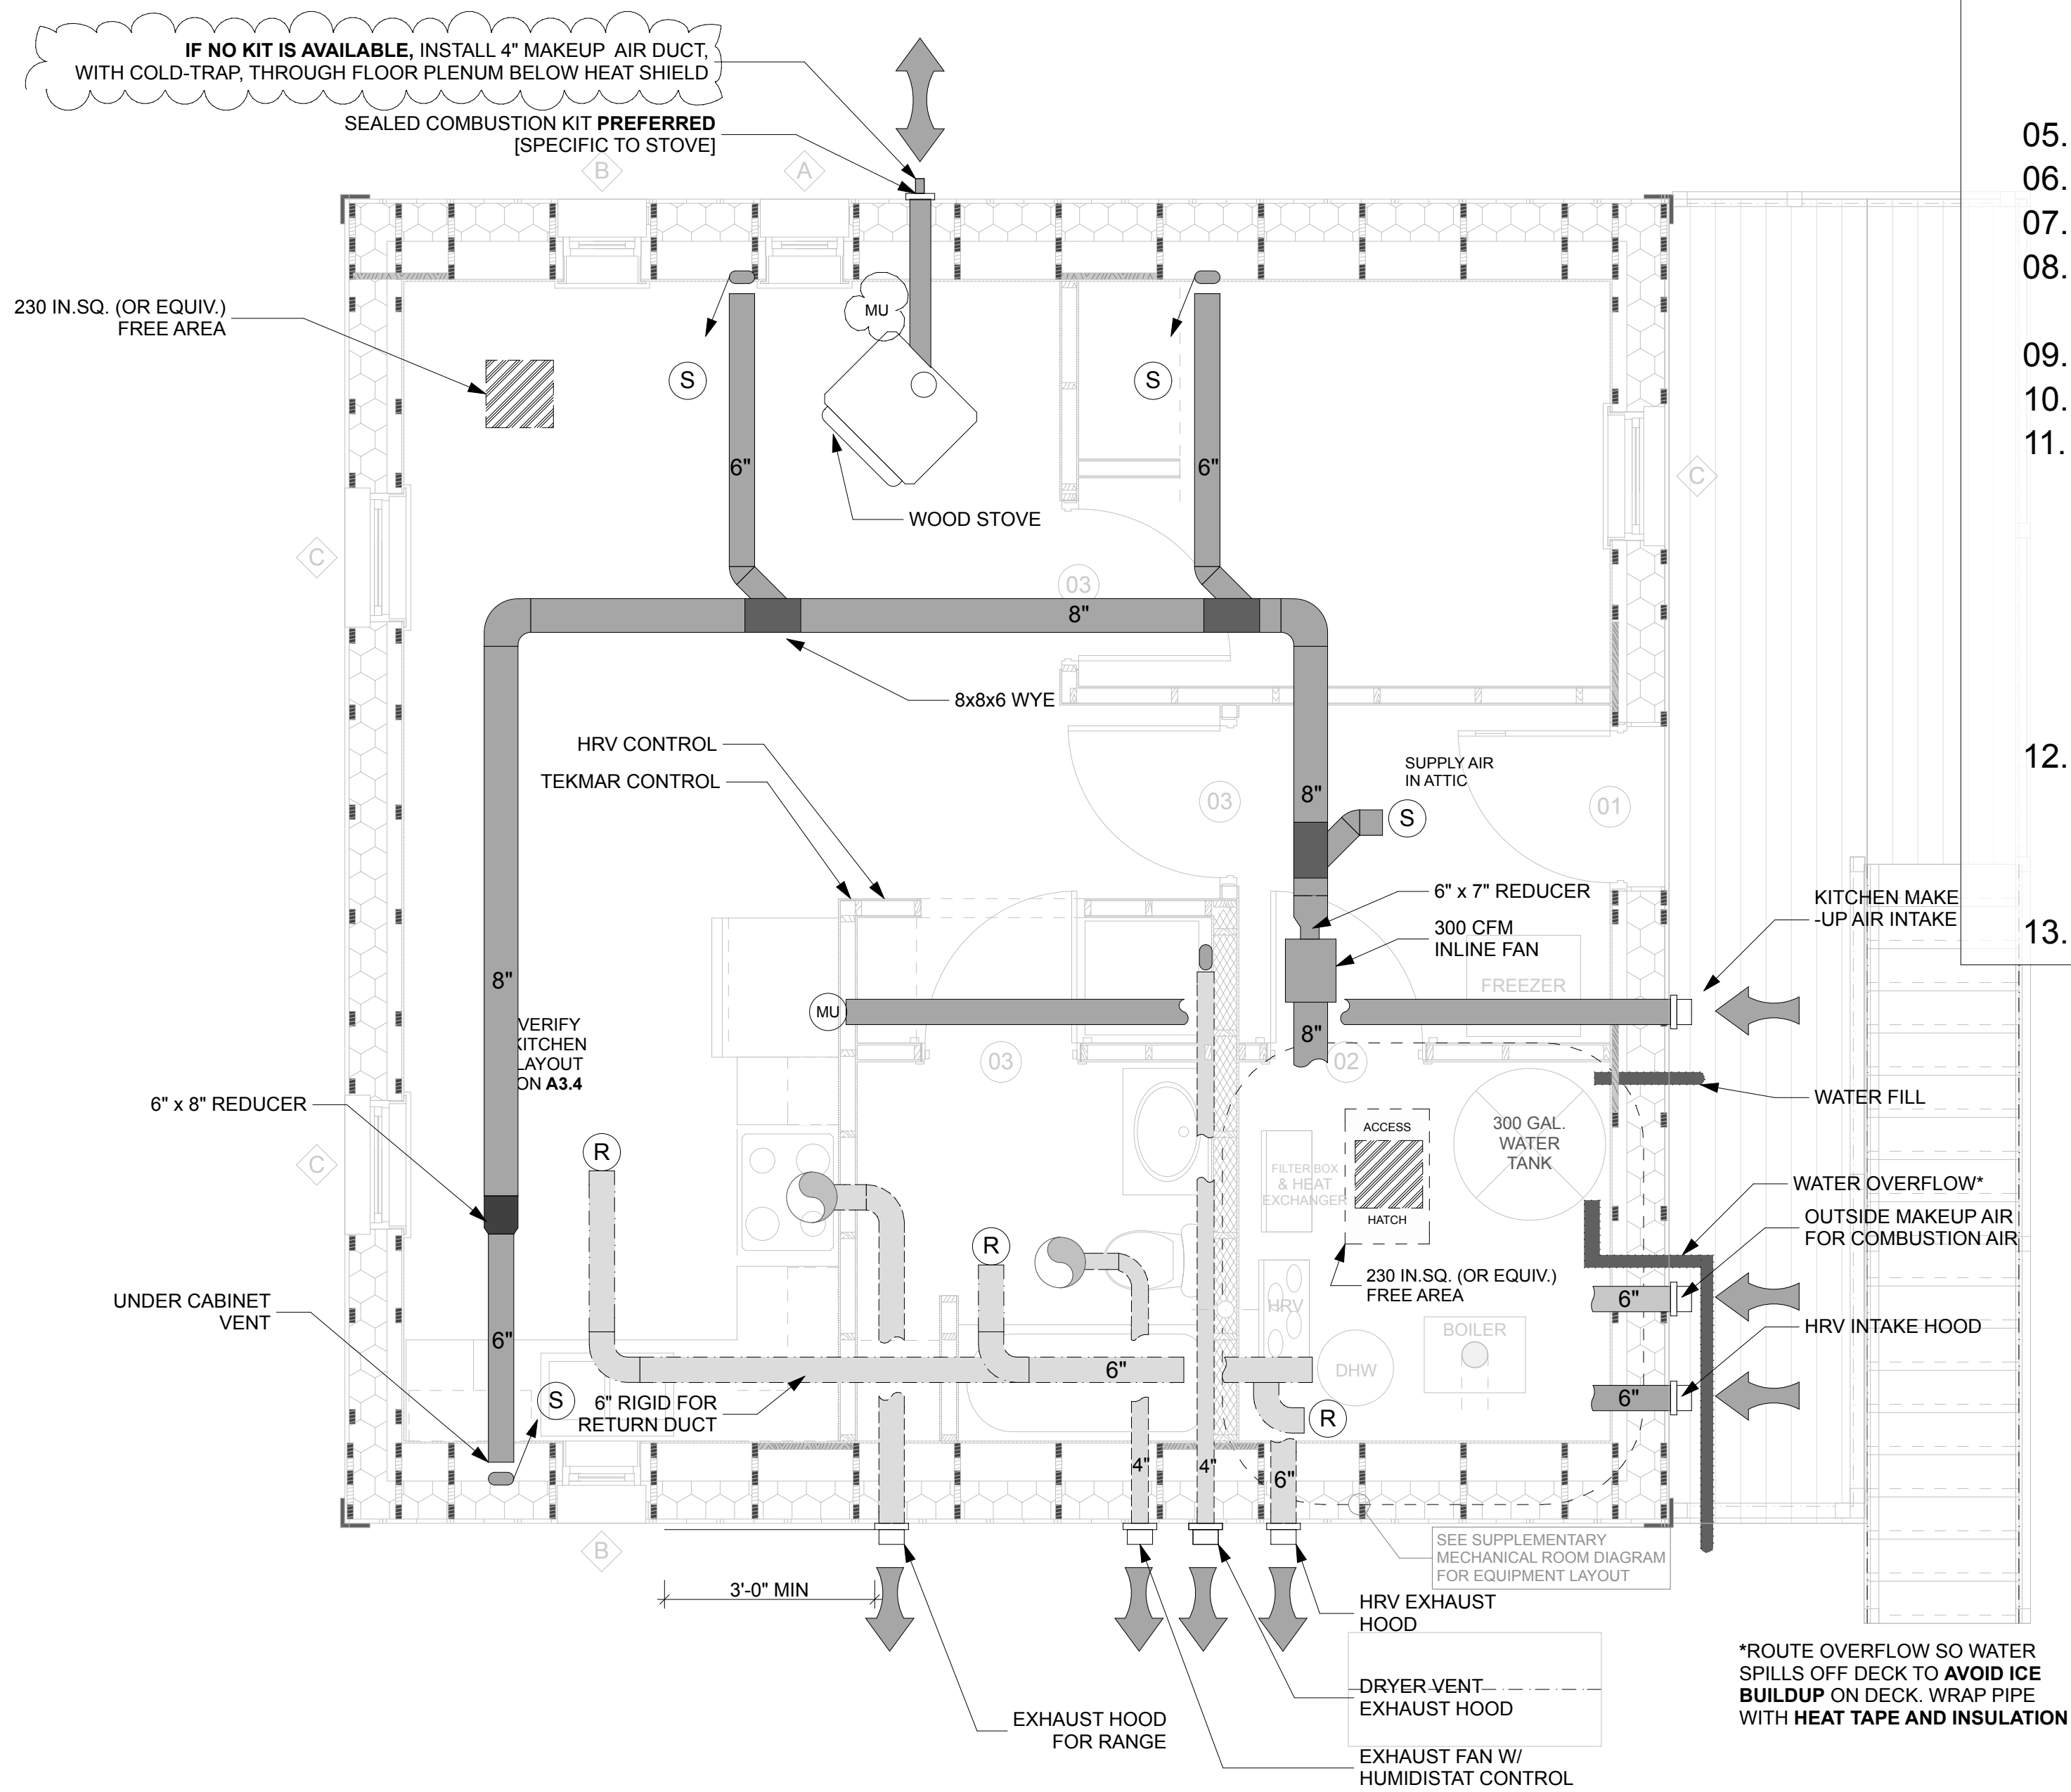 IF NO KIT IS AVAILABLE, INSTALL 4" MAKEUP AIR DUCT,
WITH COLD-TRAP, THROUGH FLOOR PLENUM BELOW HEAT SHIELD
SEALED COMBUSTION KIT PREFERRED
[SPECIFIC TO STOVE]
05.
06.
07.
08.
09.
10.
11.
12.
13.
B
A
230 IN.SQ. (OR EQUIV.)
FREE AREA
MU
S
S
6"
6"
WOOD STOVE
C
C
03
8"
8x8x6 WYE
HRV CONTROL
TEKMAR CONTROL
SUPPLY AIR
IN ATTIC
8"
03
01
S
6" x 7" REDUCER
300 CFM
INLINE FAN
KITCHEN MAKE
-UP AIR INTAKE
FREEZER
8"
MU
8"
VERIFY
KITCHEN
LAYOUT
ON A3.4
03
02
6" x 8" REDUCER
WATER FILL
300 GAL.
WATER
TANK
ACCESS
HATCH
FILTER BOX
& HEAT
EXCHANGER
C
R
R
WATER OVERFLOW*
OUTSIDE MAKEUP AIR
FOR COMBUSTION AIR
230 IN.SQ. (OR EQUIV.)
FREE AREA
6"
UNDER CABINET
VENT
6"
HRV
BOILER
HRV INTAKE HOOD
DHW
6"
6"
S
6" RIGID FOR
RETURN DUCT
R
4"
4"
6"
B
SEE SUPPLEMENTARY
MECHANICAL ROOM DIAGRAM
FOR EQUIPMENT LAYOUT
3'-0" MIN
HRV EXHAUST
HOOD
DRYER VENT
EXHAUST HOOD
EXHAUST HOOD
FOR RANGE
EXHAUST FAN W/
HUMIDISTAT CONTROL
*ROUTE OVERFLOW SO WATER
SPILLS OFF DECK TO AVOID ICE
BUILDUP ON DECK. WRAP PIPE
WITH HEAT TAPE AND INSULATION